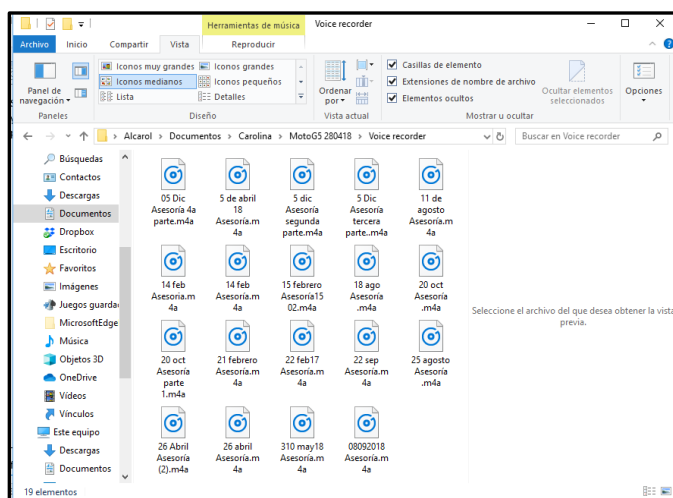 Herramientas de música Voice recorder
Archivo Inicio Compartir Vista Reproducir
Panel de navegación
Iconos muy grandes Iconos grandes
Iconos medianos Iconos pequeños
Lista Detalles
Ordenar por
Casillas de elemento
Extensiones de nombre de archivo
Elementos ocultos
Ocultar elementos seleccionados
Opciones
Paneles Diseño Vista actual Mostrar u ocultar
Alcarol > Documentos > Carolina > MotoG5 280418 > Voice recorder
Buscar en Voice recorder
Búsquedas
Contactos
Descargas
Documentos
Dropbox
Escritorio
Favoritos
Imágenes
Juegos guarda
MicrosoftEdge
Música
Objetos 3D
OneDrive
Vídeos
Vínculos
Este equipo
Descargas
Documentos
05 Dic Asesoría 4a parte.m4a
5 de abril 18 Asesoría.m4a
5 dic Asesoría segunda parte.m4a
5 Dic Asesoría tercera parte..m4a
11 de agosto Asesoría.m4a
14 feb Asesoria.m4a
14 feb Asesoría.m4a
15 febrero Asesoría1502.m4a
18 ago Asesoría.m4a
20 oct Asesoría.m4a
20 oct Asesoría parte 1.m4a
21 febrero Asesoría.m4a
22 feb17 Asesoría.m4a
22 sep Asesoría.m4a
25 agosto Asesoría.m4a
26 Abril Asesoría (2).m4a
26 abril Asesoría.m4a
310 may18 Asesoría.m4a
08092018 Asesoría.m4a
Seleccione el archivo del que desea obtener la vista
previa.
19 elementos